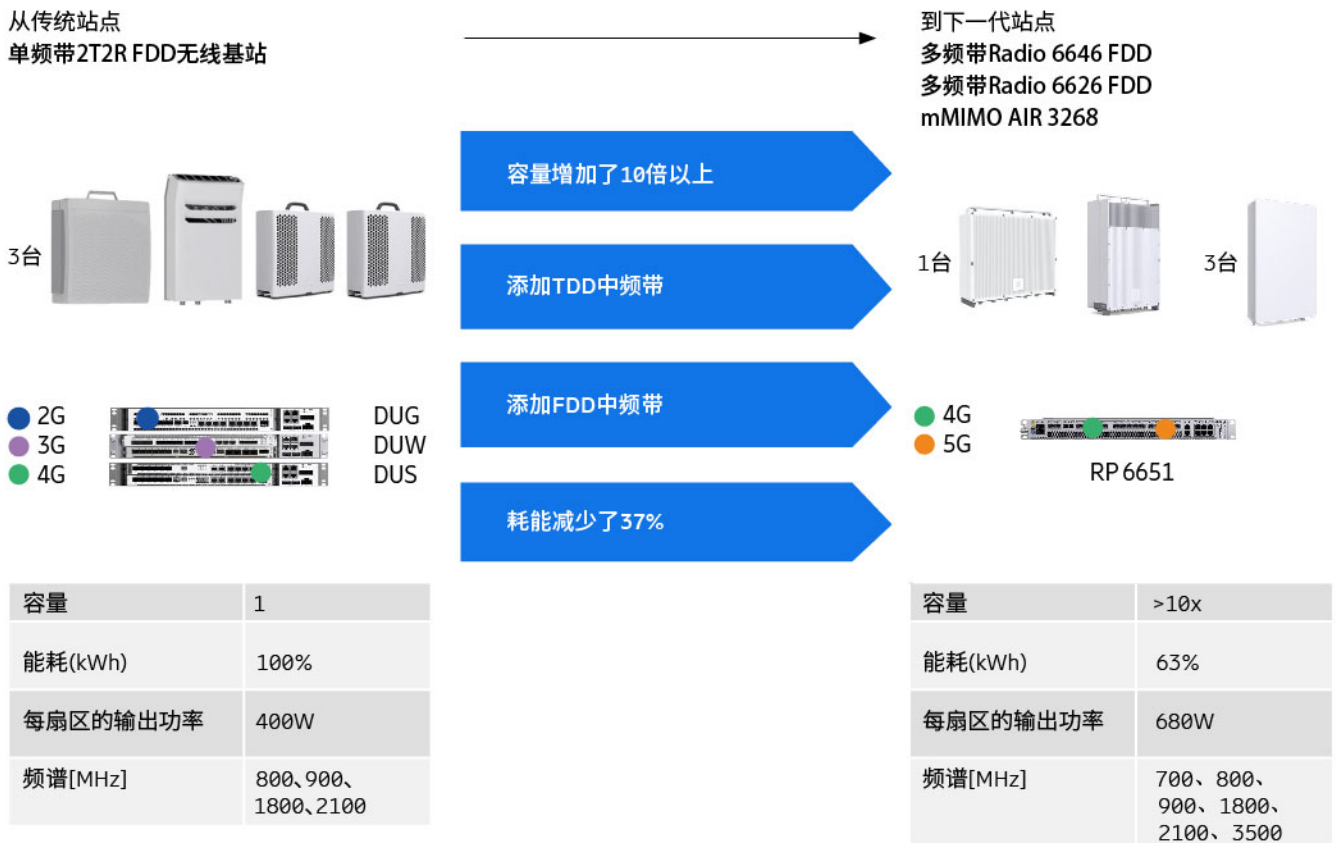 从传统站点
单频带2T2R FDD无线基站
到下一代站点
多频带Radio 6646 FDD
多频带Radio 6626 FDD
mMIMO AIR 3268
容量增加了10倍以上
添加TDD中频带
添加FDD中频带
耗能减少了37%
3台
1台
3台
2G
3G
4G
DUG
DUW
DUS
4G
5G
RP 6651
容量 1
能耗(kWh) 100%
每扇区的输出功率 400W
频谱[MHz] 800、900、
1800、2100
容量 >10x
能耗(kWh) 63%
每扇区的输出功率 680W
频谱[MHz] 700、800、
900、1800、
2100、3500